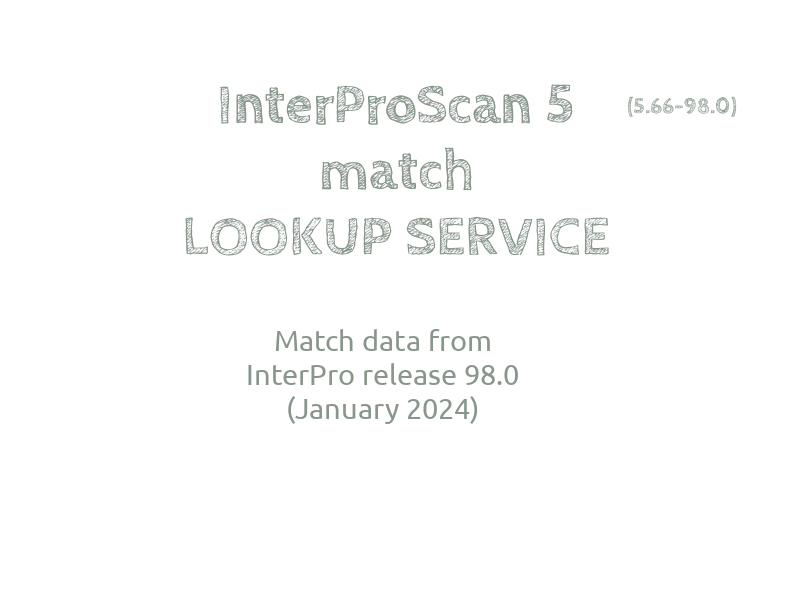 InterProScan 5 (5.66-98.0)
match
LOOKUP SERVICE
Match data from
InterPro release 98.0
(January 2024)